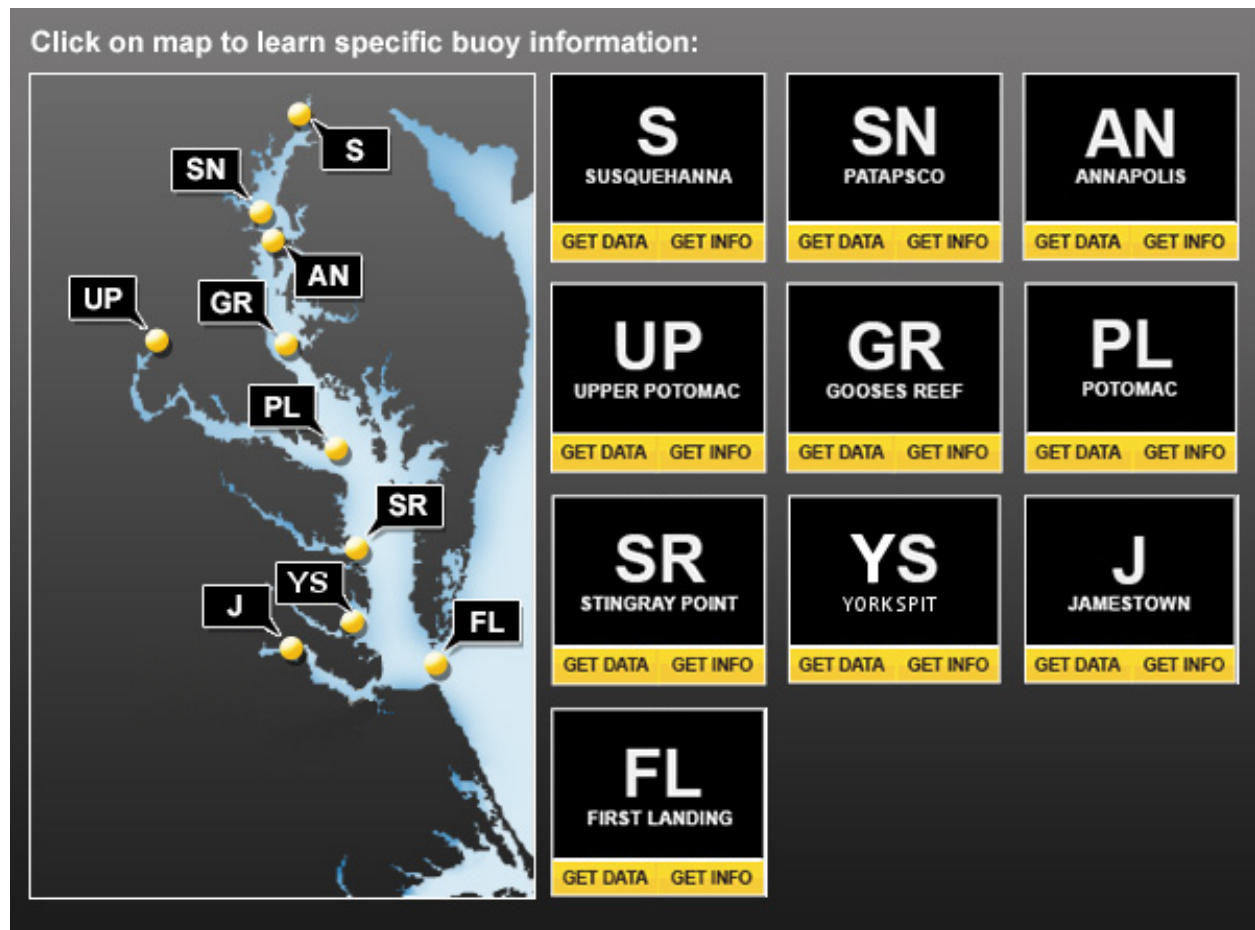 Click on map to learn specific buoy information:
S
SN
AN
UP
GR
PL
SR
YS
J
FL
S
SUSQUEHANNA
GET DATA GET INFO
SN
PATAPSCO
GET DATA GET INFO
AN
ANNAPOLIS
GET DATA GET INFO
UP
UPPER POTOMAC
GET DATA GET INFO
GR
GOOSES REEF
GET DATA GET INFO
PL
POTOMAC
GET DATA GET INFO
SR
STINGRAY POINT
GET DATA GET INFO
YS
YORK SPIT
GET DATA GET INFO
J
JAMESTOWN
GET DATA GET INFO
FL
FIRST LANDING
GET DATA GET INFO